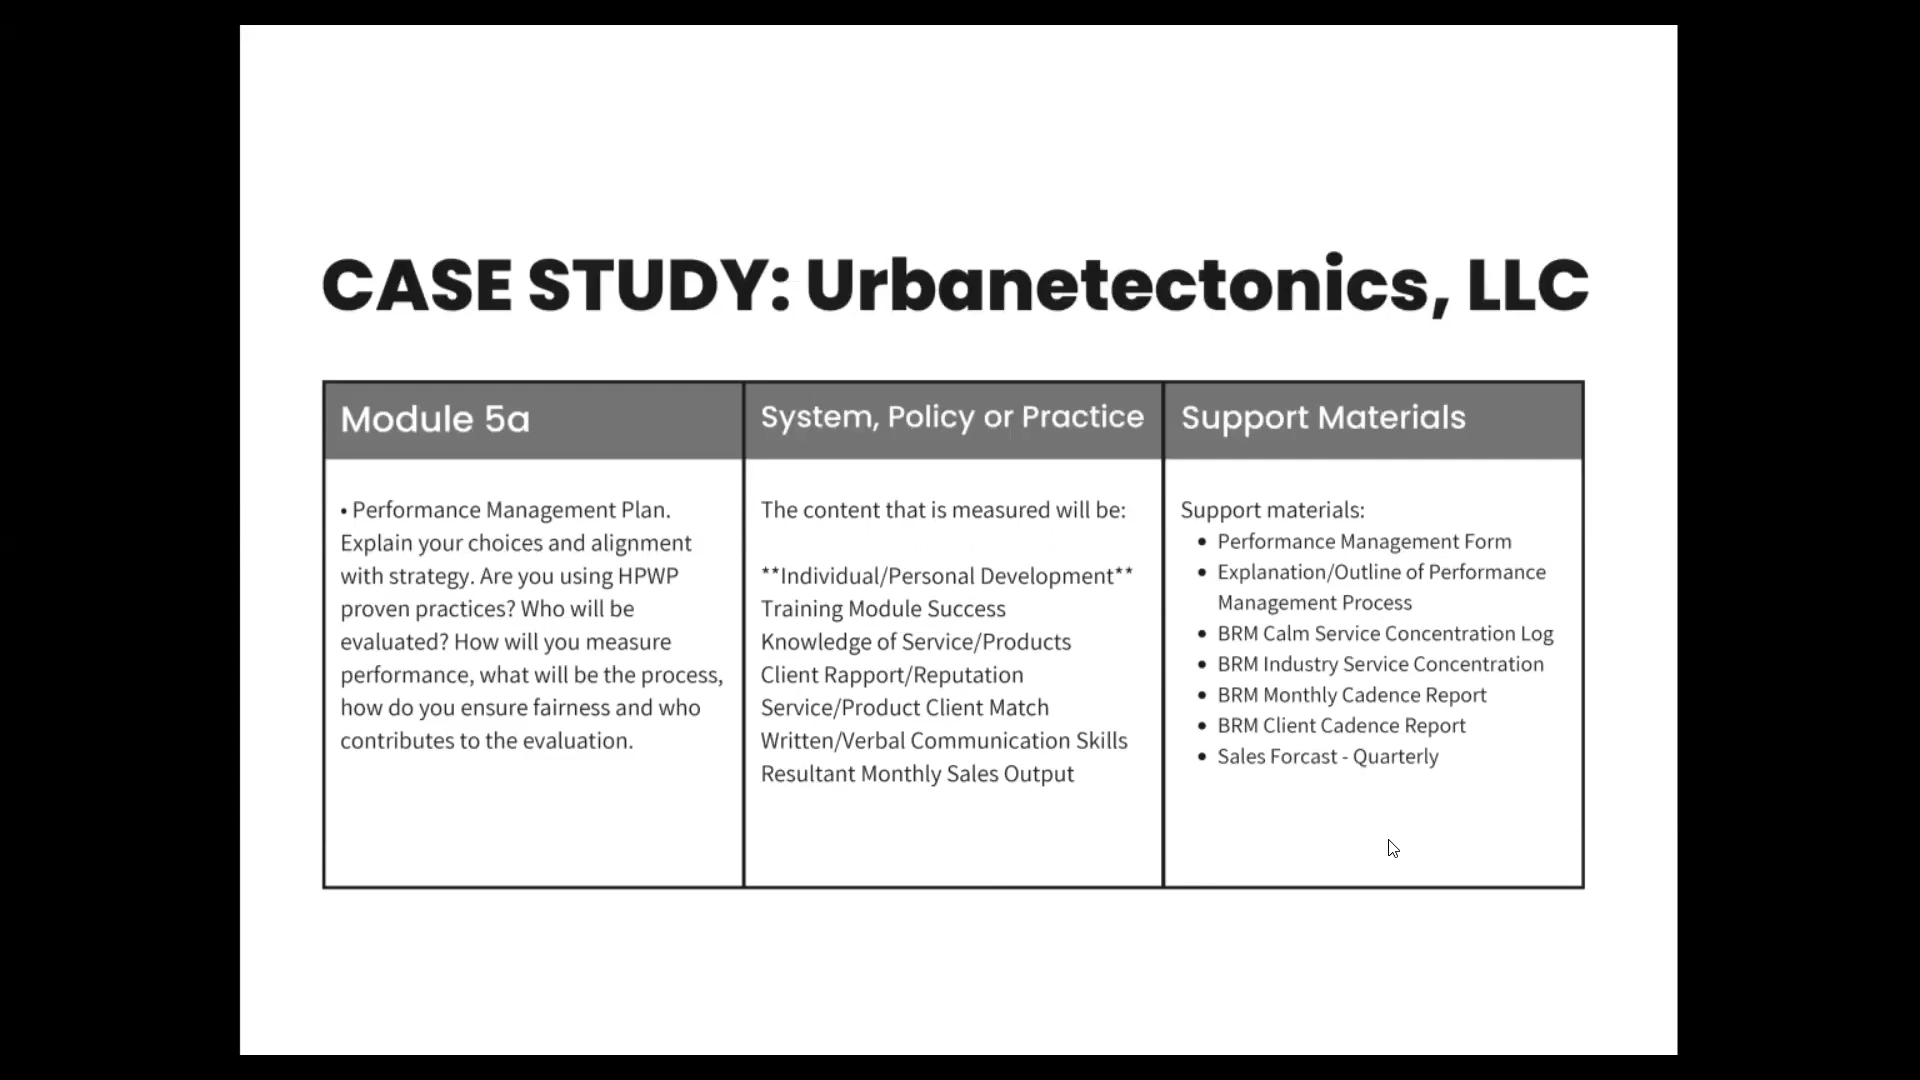 CASE STUDY: Urbanetectonics, LLC
Module 5a
System, Policy or Practice
Support Materials
• Performance Management Plan.
Explain your choices and alignment
with strategy. Are you using HPWP
proven practices? Who will be
evaluated? How will you measure
performance, what will be the process,
how do you ensure fairness and who
contributes to the evaluation.
The content that is measured will be:
**Individual/Personal Development**
Training Module Success
Knowledge of Service/Products
Client Rapport/Reputation
Service/Product Client Match
Written/Verbal Communication Skills
Resultant Monthly Sales Output
Support materials:
• Performance Management Form
• Explanation/Outline of Performance
Management Process
• BRM Calm Service Concentration Log
• BRM Industry Service Concentration
• BRM Monthly Cadence Report
• BRM Client Cadence Report
• Sales Forcast - Quarterly